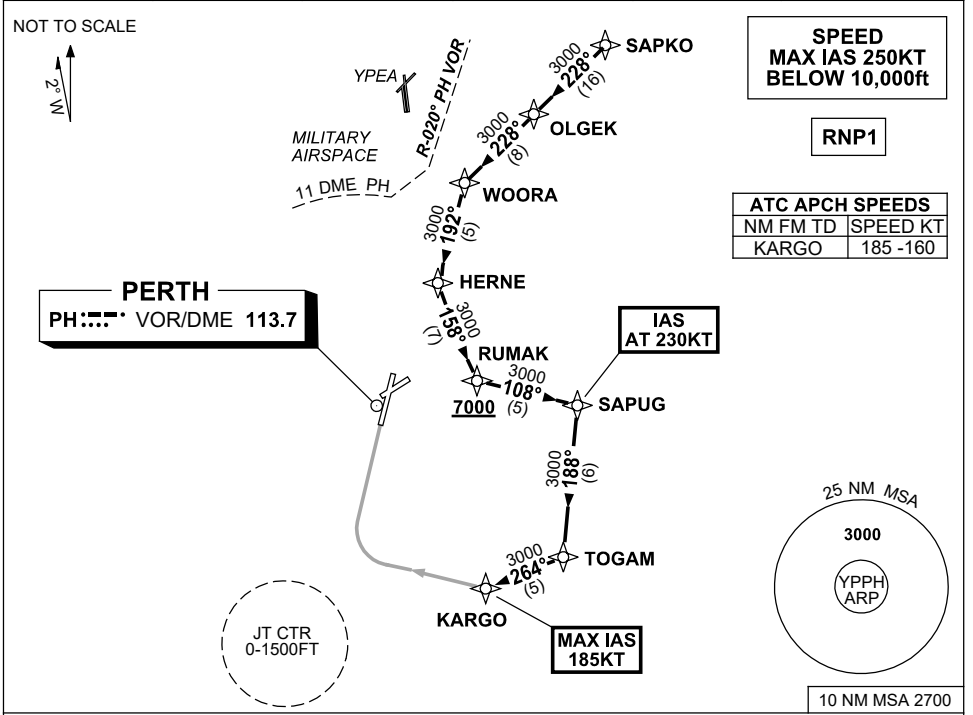 NOT TO SCALE
2° W
YPEA
MILITARY
AIRSPACE
11 DME PH
R-020° PH VOR
SAPKO
3000
228°
(16)
OLGEK
3000
228°
(8)
WOORA
3000
192°
(5)
HERNE
3000
158°
(7)
RUMAK
7000
3000
108°
(5)
SAPUG
IAS
AT 230KT
3000
188°
(6)
TOGAM
3000
264°
(5)
KARGO
MAX IAS
185KT
SPEED
MAX IAS 250KT
BELOW 10,000ft
RNP1
ATC APCH SPEEDS
NM FM TD SPEED KT
KARGO 185 -160
PERTH
PH VOR/DME 113.7
JT CTR
0-1500FT
25 NM MSA
3000
YPPH
ARP
10 NM MSA 2700